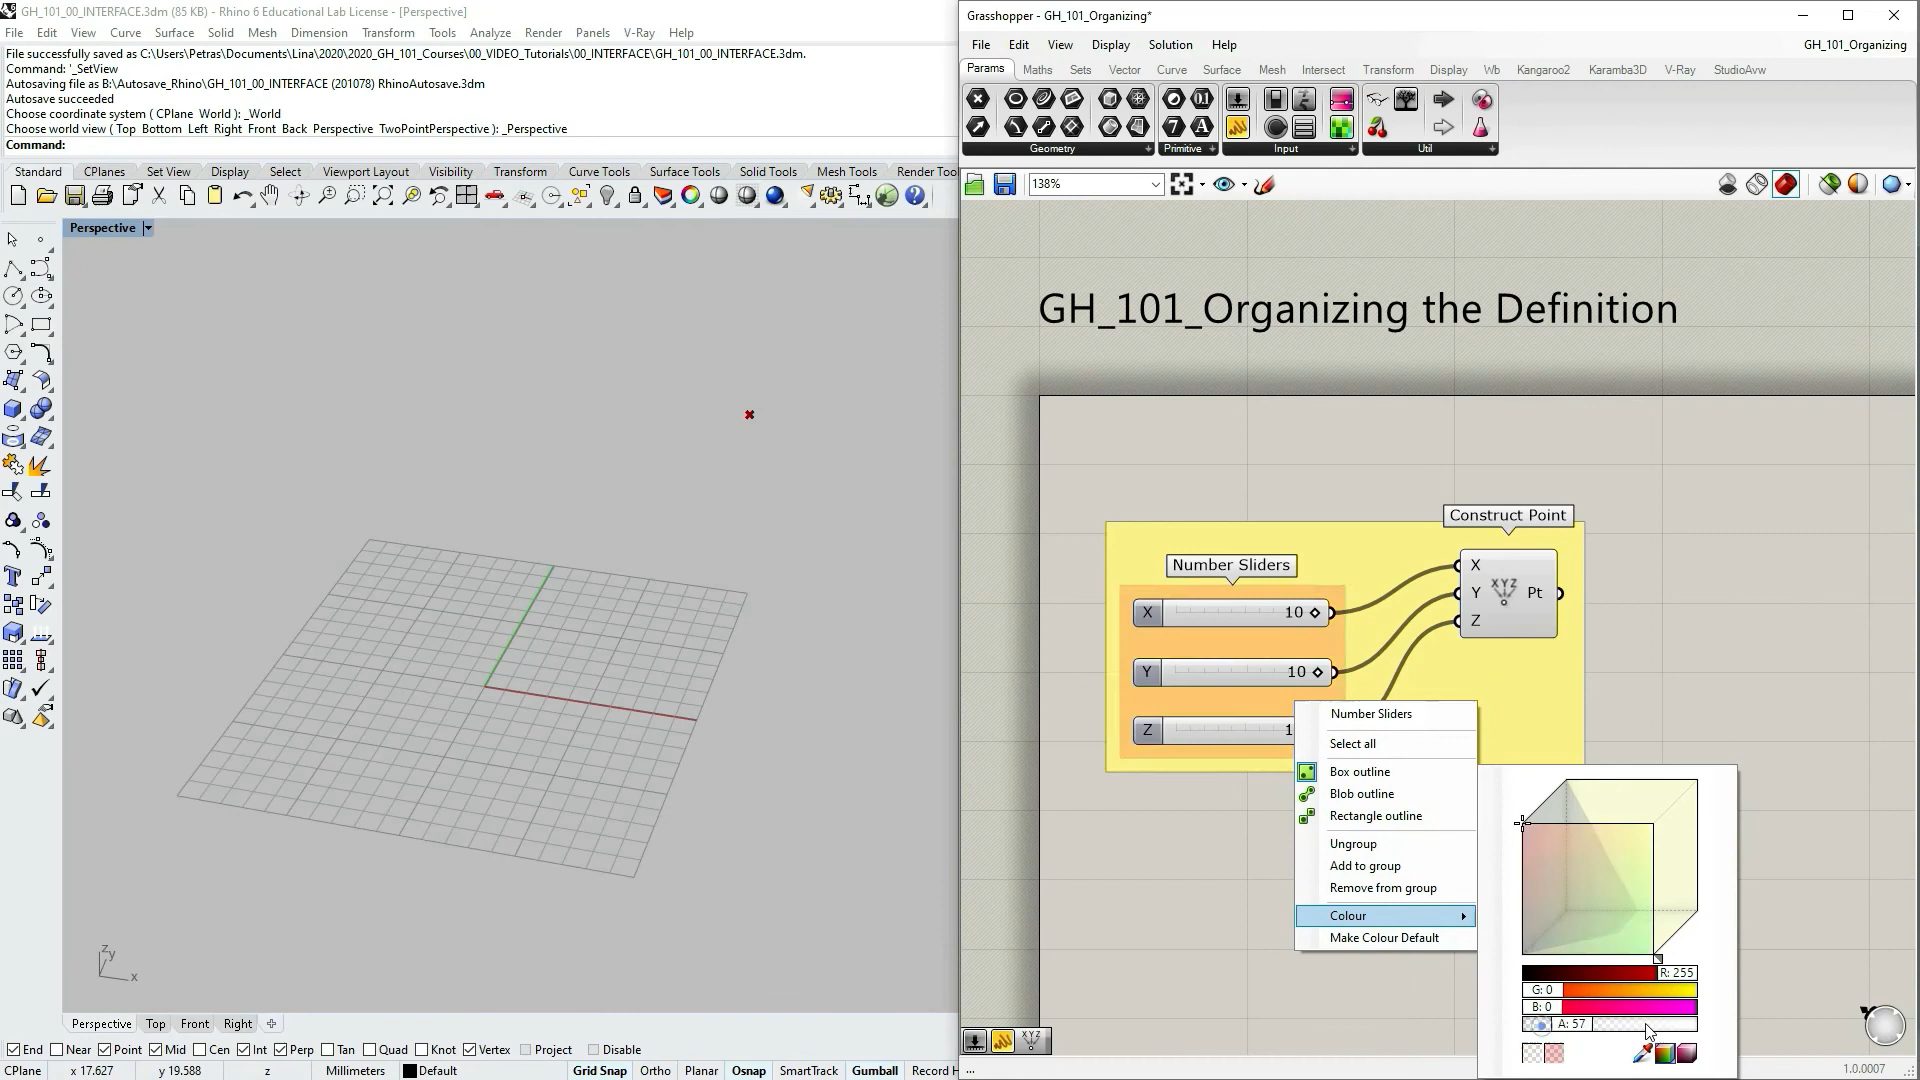 GH_101_00_INTERFACE.3dm (85 KB) - Rhino 6 Educational Lab License - [Perspective]
File Edit View Curve Surface Solid Mesh Dimension Transform Tools Analyze Render Panels V-Ray Help
File successfully saved as C:\Users\Petras\Documents\Lina\2020\2020_GH_101_Courses\00_VIDEO_Tutorials\00_INTERFACE\GH_101_00_INTERFACE.3dm.
Command: '_SetView
Autosaving file as B:\Autosave_Rhino\GH_101_00_INTERFACE (201078) RhinoAutosave.3dm
Autosave succeeded
Choose coordinate system ( CPlane World ): _World
Choose world view ( Top Bottom Left Right Front Back Perspective TwoPointPerspective ): _Perspective
Command:
Standard CPlanes Set View Display Select Viewport Layout Visibility Transform Curve Tools Surface Tools Solid Tools Mesh Tools Render Too
Perspective
z y x
Perspective Top Front Right
End Near Point Mid Cen Int Perp Tan Quad Knot Vertex Project Disable
CPlane x 17.627 y 19.588 z Millimeters Default Grid Snap Ortho Planar Osnap SmartTrack Gumball Record H
Grasshopper - GH_101_Organizing*
File Edit View Display Solution Help GH_101_Organizing
Params Maths Sets Vector Curve Surface Mesh Intersect Transform Display Wb Kangaroo2 Karamba3D V-Ray StudioAvw
Geometry Primitive Input Util
138%
GH_101_Organizing the Definition
Construct Point
Number Sliders
X 10
Y 10
Z 1
X
Y XYZ Pt
Z
Number Sliders
Select all
Box outline
Blob outline
Rectangle outline
Ungroup
Add to group
Remove from group
Colour
Make Colour Default
R: 255
G: 0
B: 0
A: 57
XYZ
... 1.0.0007